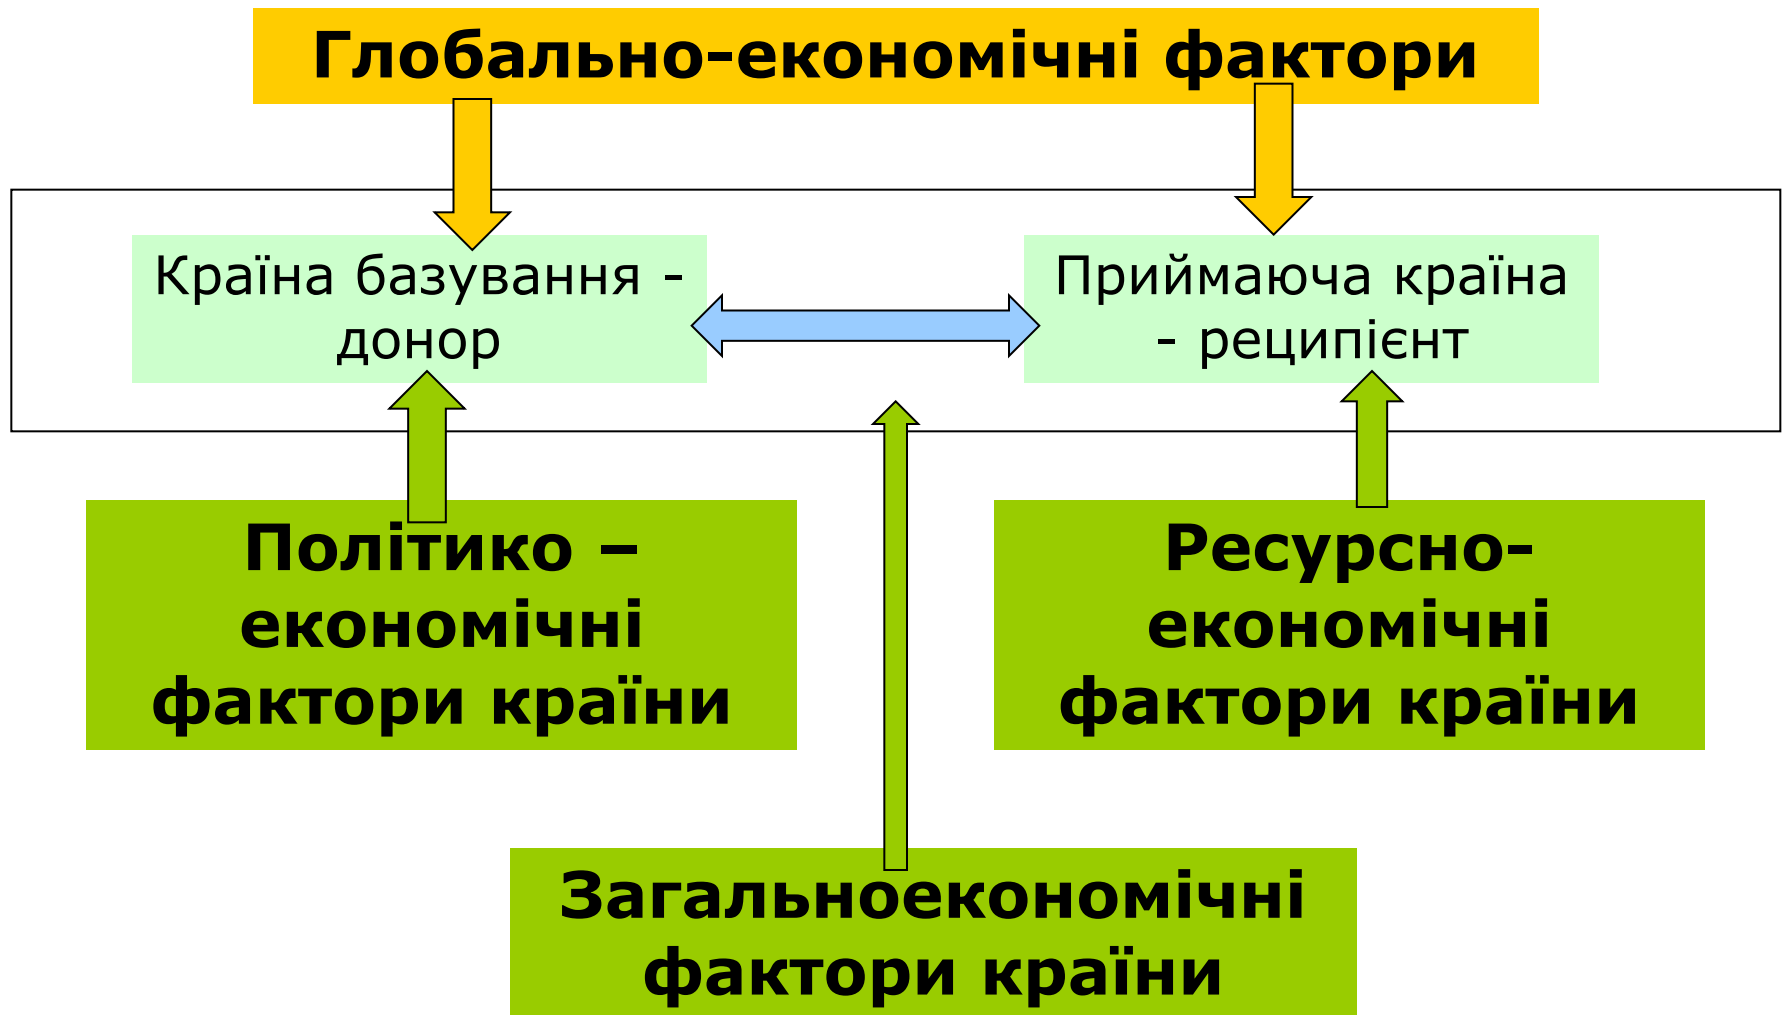 Глобально-економічні фактори
Країна базування -
донор
Приймаюча країна
- реципієнт
Політико –
економічні
фактори країни
Ресурсно-
економічні
фактори країни
Загальноекономічні
фактори країни